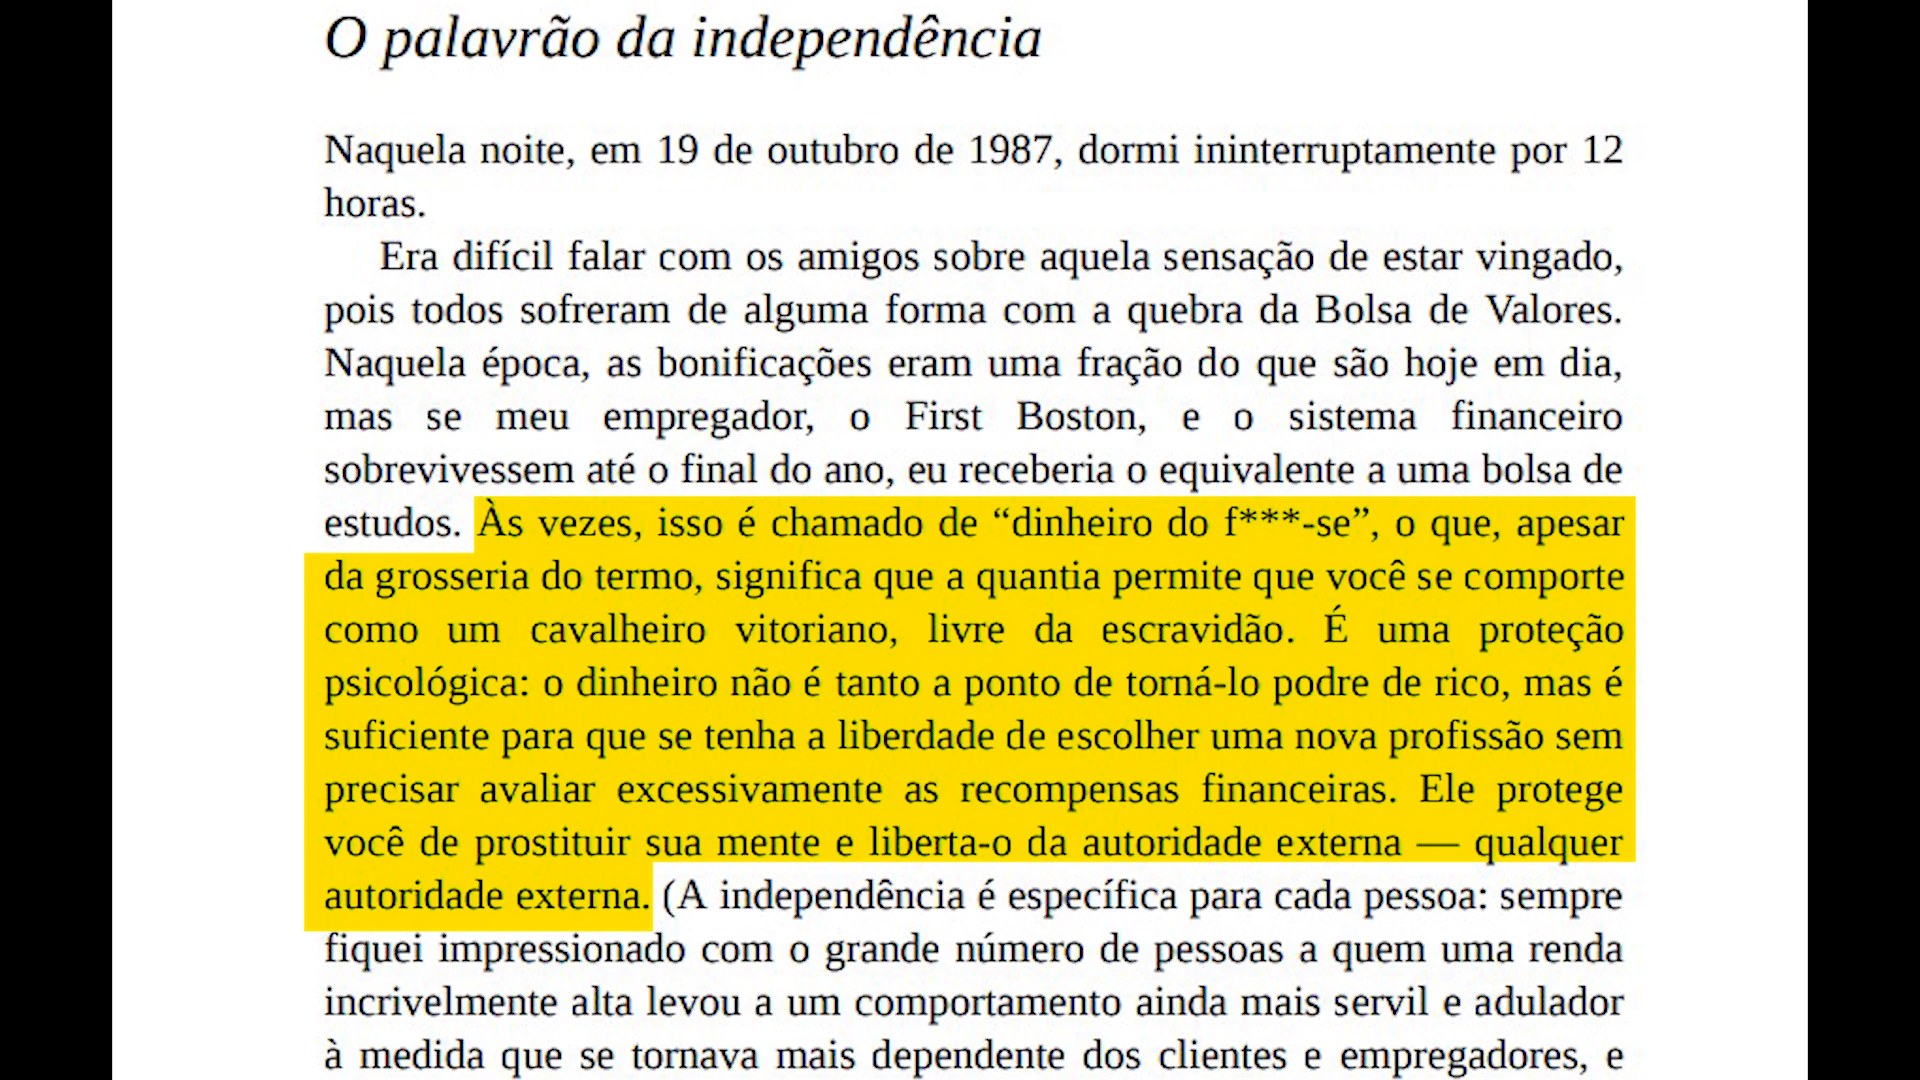 O palavrão da independência
Naquela noite, em 19 de outubro de 1987, dormi ininterruptamente por 12
horas.
Era difícil falar com os amigos sobre aquela sensação de estar vingado,
pois todos sofreram de alguma forma com a quebra da Bolsa de Valores.
Naquela época, as bonificações eram uma fração do que são hoje em dia,
mas se meu empregador, o First Boston, e o sistema financeiro
sobrevivessem até o final do ano, eu receberia o equivalente a uma bolsa de
estudos. Às vezes, isso é chamado de “dinheiro do f***-se”, o que, apesar
da grosseria do termo, significa que a quantia permite que você se comporte
como um cavalheiro vitoriano, livre da escravidão. É uma proteção
psicológica: o dinheiro não é tanto a ponto de torná-lo podre de rico, mas é
suficiente para que se tenha a liberdade de escolher uma nova profissão sem
precisar avaliar excessivamente as recompensas financeiras. Ele protege
você de prostituir sua mente e liberta-o da autoridade externa — qualquer
autoridade externa. (A independência é específica para cada pessoa: sempre
fiquei impressionado com o grande número de pessoas a quem uma renda
incrivelmente alta levou a um comportamento ainda mais servil e adulador
à medida que se tornava mais dependente dos clientes e empregadores, e